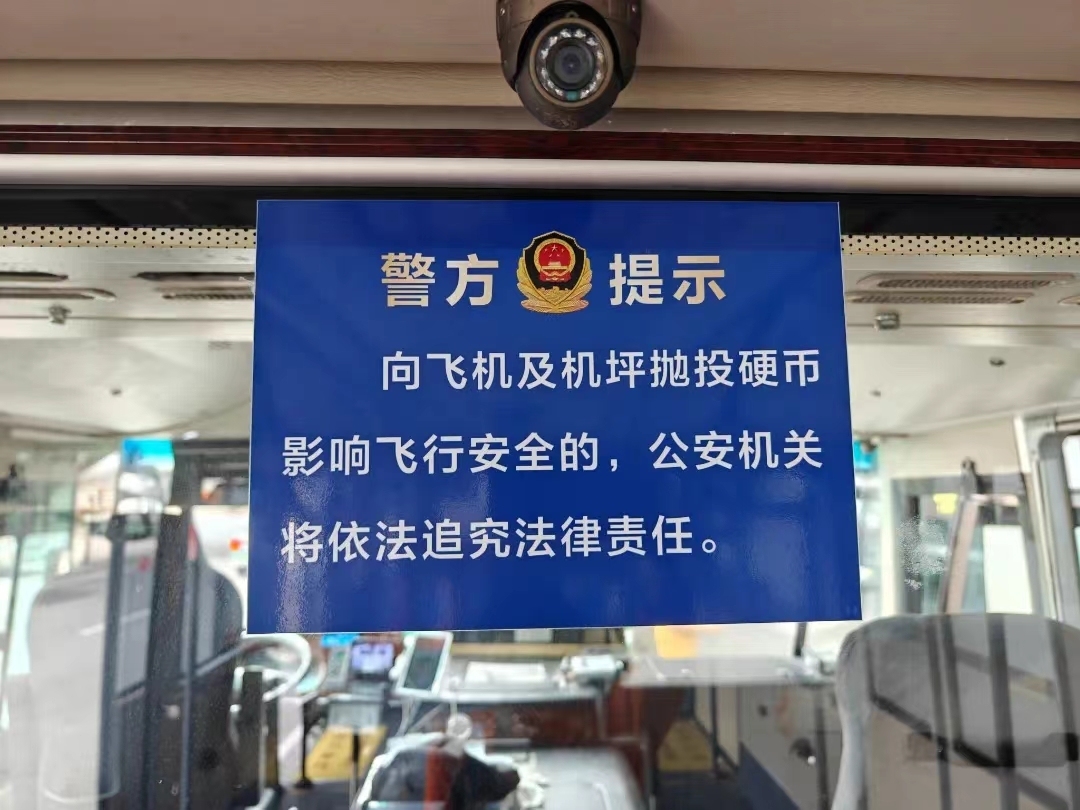 警方提示
向飞机及机坪抛投硬币
影响飞行安全的，公安机关
将依法追究法律责任。